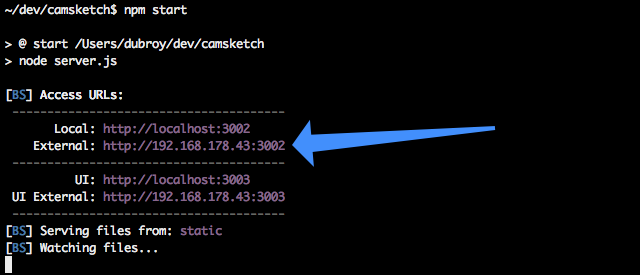 ~/dev/camsketch$ npm start
> @ start /Users/dubroy/dev/camsketch
> node server.js
[BS] Access URLs:
--------------------------------------
Local: http://localhost:3002
External: http://192.168.178.43:3002
--------------------------------------
UI: http://localhost:3003
UI External: http://192.168.178.43:3003
--------------------------------------
[BS] Serving files from: static
[BS] Watching files...